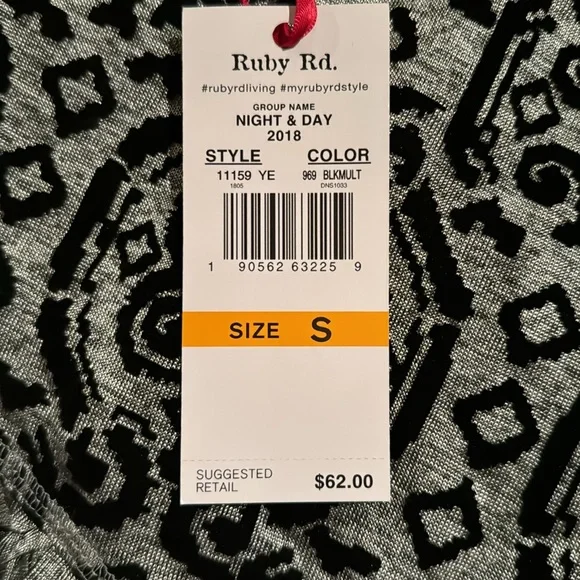 Ruby Rd.
#rubyrdliving #myrubyrdstyle
GROUP NAME
NIGHT & DAY
2018
STYLE COLOR
11159 YE 969 BLKMULT
1805 DNS1033
1 90562 63225 9
SIZE S
SUGGESTED
RETAIL $62.00